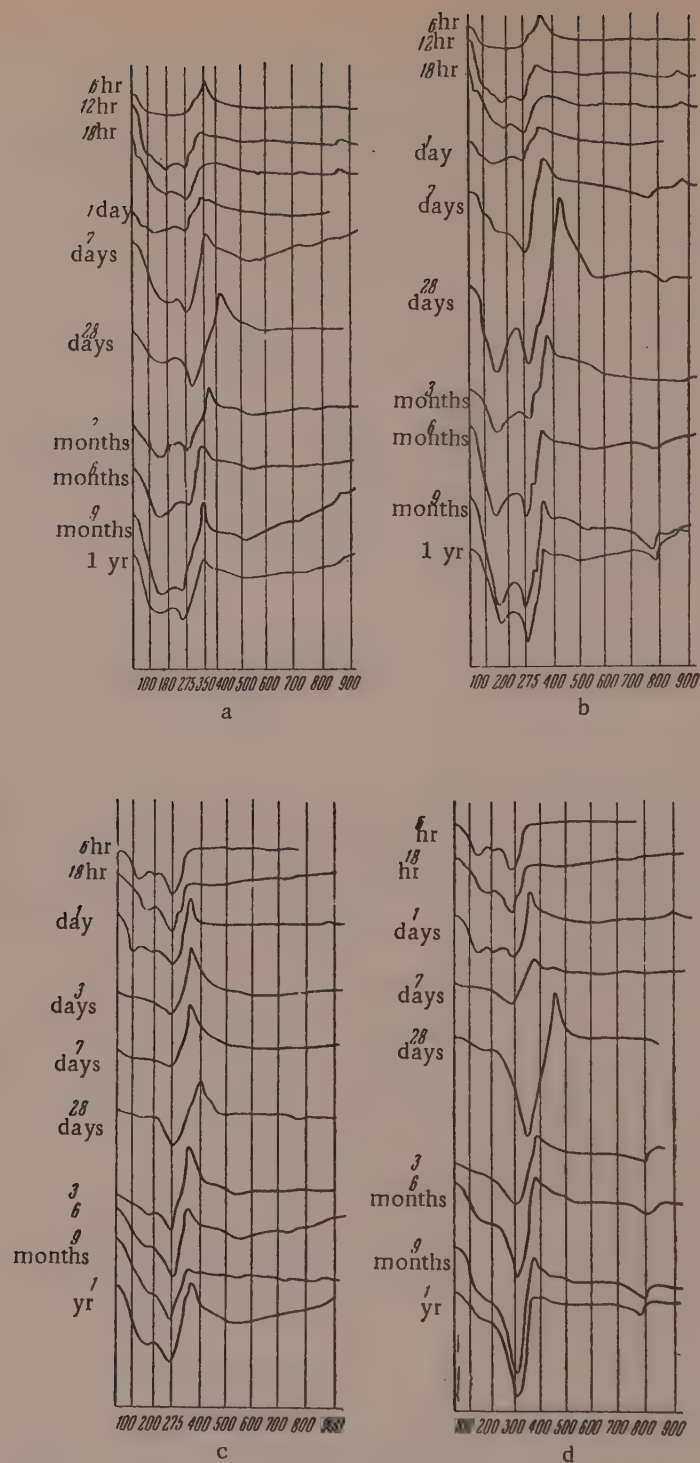 6hr
12hr
18hr
1day
7
days
28
days
months
6
months
9
months
1 yr
100 180 275 350 400 500 600 700 800 900
a
6hr
12hr
18hr
1
day
7
days
28
days
3
months
6
months
9
months
1 yr
100 200 275 400 500 600 700 800 900
b
6hr
18hr
1
day
3
days
7
days
28
days
3
6
months
9
1
yr
100 200 275 400 500 600 700 800
c
6
hr
18
hr
1
days
7
days
28
days
3
6
months
9
months
1
yr
200 300 400 500 600 700 800 900
d